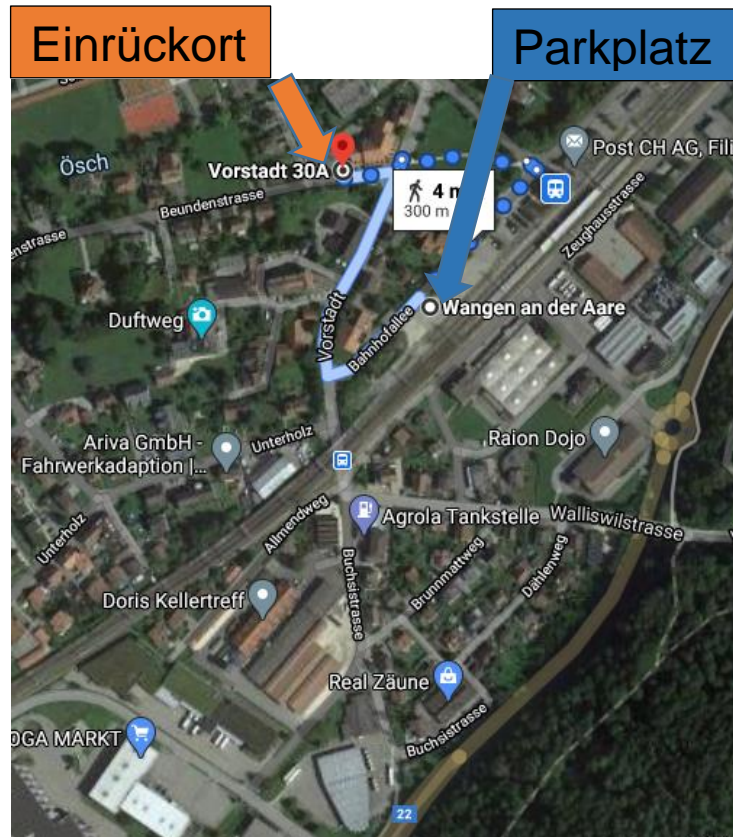 Einrückort
Parkplatz
Ösch
Post CH AG, Fili
Vorstadt 30A
4 m
300 m
Beundenstrasse
nstrasse
Zeughausstrasse
Wangen an der Aare
Duftweg
Vorstadt
Bahnhofallee
Ariva GmbH -
Fahrwerkadaption |...
Unterholz
Raion Dojo
Agrola Tankstelle
Walliswilstrasse
Allmendweg
Unterholz
Buchsistrasse
Brunnmattweg
Dählenweg
Doris Kellertreff
Real Zäune
Buchsistrasse
OGA MARKT
22